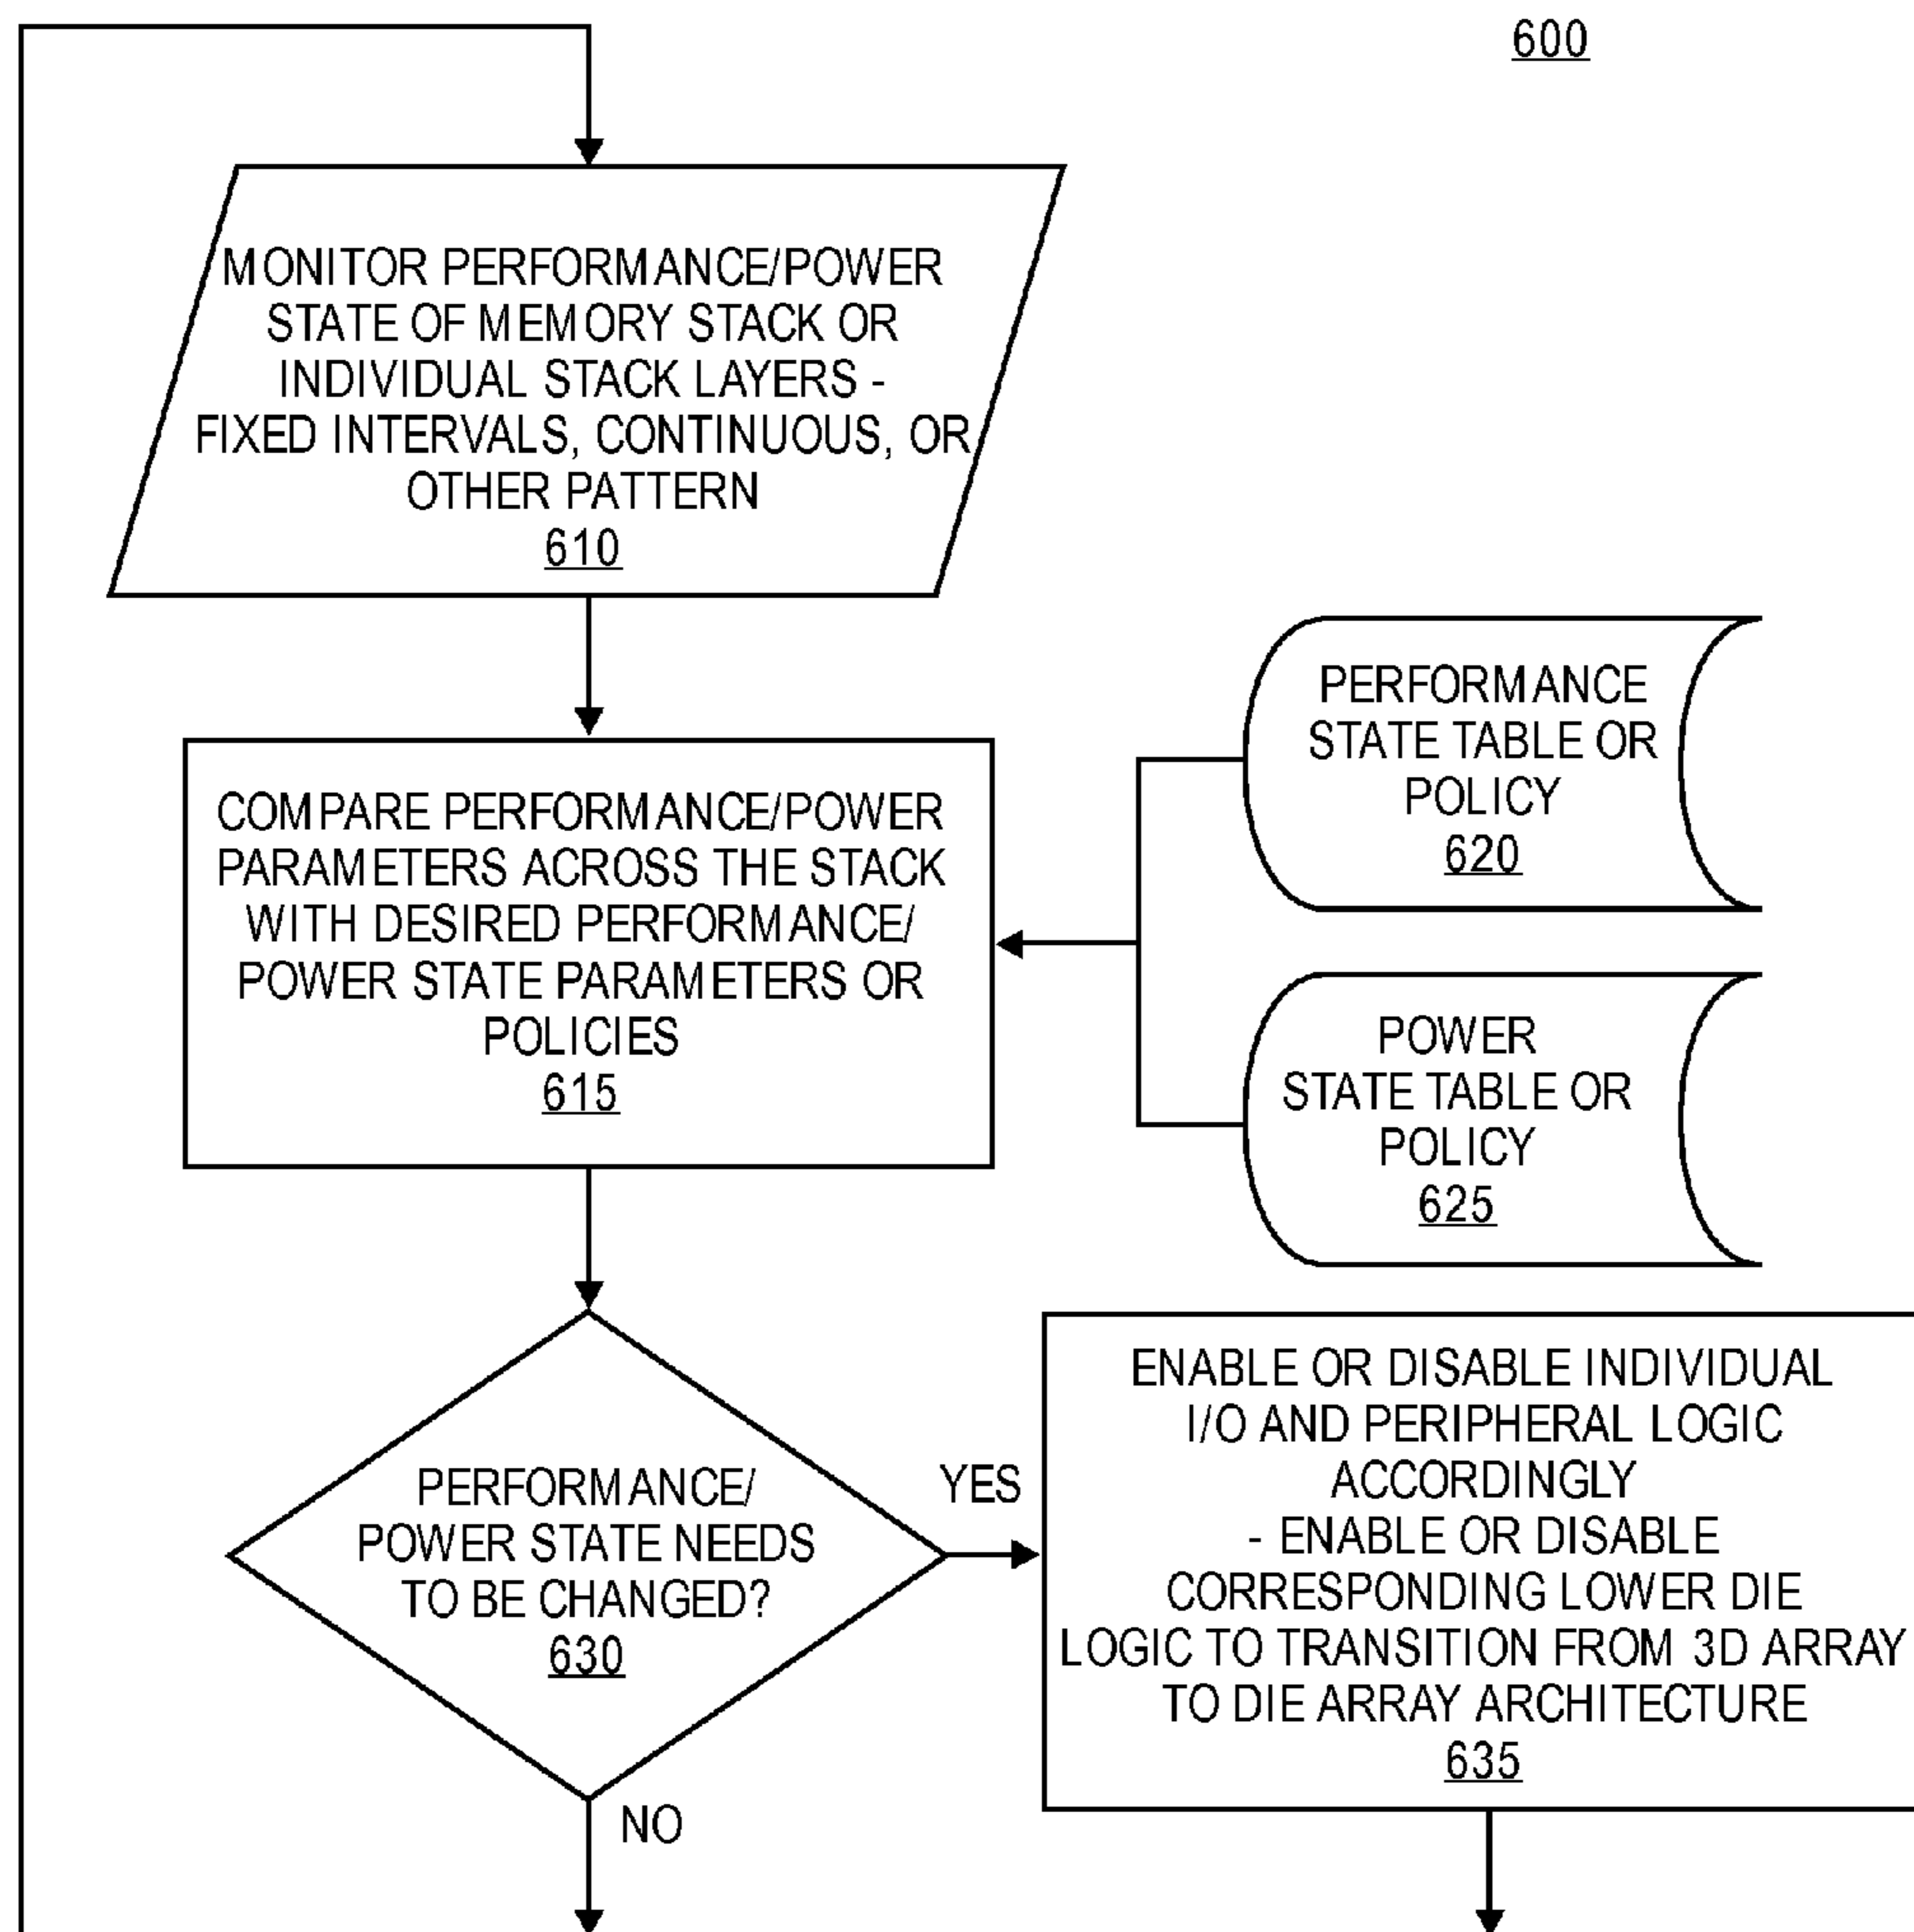 600
MONITOR PERFORMANCE/POWER
STATE OF MEMORY STACK OR
INDIVIDUAL STACK LAYERS -
FIXED INTERVALS, CONTINUOUS, OR
OTHER PATTERN
610
PERFORMANCE
STATE TABLE OR
POLICY
620
COMPARE PERFORMANCE/POWER
PARAMETERS ACROSS THE STACK
WITH DESIRED PERFORMANCE/
POWER STATE PARAMETERS OR
POLICIES
615
POWER
STATE TABLE OR
POLICY
625
PERFORMANCE/
POWER STATE NEEDS
TO BE CHANGED?
630
YES
NO
ENABLE OR DISABLE INDIVIDUAL
I/O AND PERIPHERAL LOGIC
ACCORDINGLY
- ENABLE OR DISABLE
CORRESPONDING LOWER DIE
LOGIC TO TRANSITION FROM 3D ARRAY
TO DIE ARRAY ARCHITECTURE
635